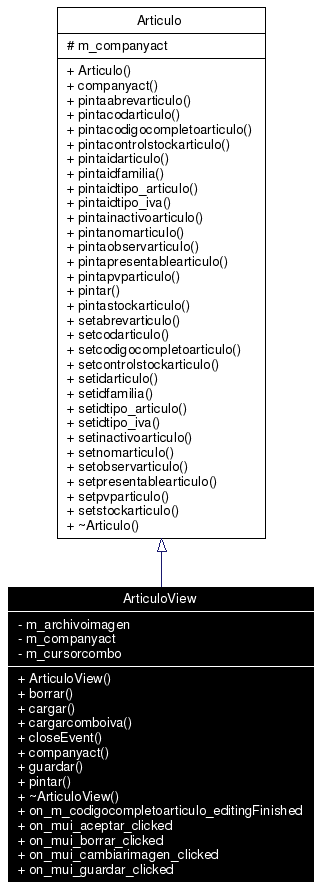 Articulo
# m_companyact
+ Articulo()
+ companyact()
+ pintaabrevarticulo()
+ pintacodarticulo()
+ pintacodigocompletoarticulo()
+ pintacontrolstockarticulo()
+ pintaidarticulo()
+ pintaidfamilia()
+ pintaidtipo_articulo()
+ pintaidtipo_iva()
+ pintainactivoarticulo()
+ pintanomarticulo()
+ pintaobservarticulo()
+ pintapresentablearticulo()
+ pintapvparticulo()
+ pintar()
+ pintastockarticulo()
+ setabrevarticulo()
+ setcodarticulo()
+ setcodigocompletoarticulo()
+ setcontrolstockarticulo()
+ setidarticulo()
+ setidfamilia()
+ setidtipo_articulo()
+ setidtipo_iva()
+ setinactivoarticulo()
+ setnomarticulo()
+ setobservarticulo()
+ setpresentablearticulo()
+ setpvparticulo()
+ setstockarticulo()
+ ~Articulo()
ArticuloView
- m_archivoimagen
- m_companyact
- m_cursorcombo
+ ArticuloView()
+ borrar()
+ cargar()
+ cargarcomboiva()
+ closeEvent()
+ companyact()
+ guardar()
+ pintar()
+ ~ArticuloView()
+ on_m_codigocompletoarticulo_editingFinished
+ on_mui_aceptar_clicked
+ on_mui_borrar_clicked
+ on_mui_cambiarimagen_clicked
+ on_mui_guardar_clicked